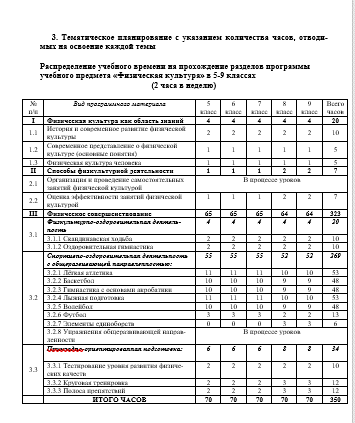 3. Тематическое планирование с указанием количества часов, отводи-
мых на освоение каждой темы
Распределение учебного времени на прохождение разделов программы
учебного предмета «Физическая культура» в 5-9 классах
(2 часа в неделю)
№ п/п Вид программного материала 5 класс 6 класс 7 класс 8 класс 9 класс Всего часов
I Физическая культура как область знаний 4 4 4 4 4 20
1.1 История и современное развитие физической
культуры 2 2 2 2 2 10
1.2 Современное представление о физической
культуре (основные понятия) 1 1 1 1 1 5
1.3 Физическая культура человека 1 1 1 1 1 5
II Способы физкультурной деятельности 1 1 1 2 2 7
2.1 Организация и проведение самостоятельных
занятий физической культурой В процессе уроков
2.2 Оценка эффективности занятий физической
культурой 1 1 1 2 2 7
III Физическое совершенствование 65 65 65 64 64 323
3.1 Физкультурно-оздоровительная деятель-
ность 4 4 4 4 4 20
3.1.1 Скандинавская ходьба 2 2 2 2 2 10
3.1.2 Оздоровительная гимнастика 2 2 2 2 2 10
3.2 Спортивно-оздоровительная деятельность
с общеразвивающей направленностью: 55 55 55 52 52 269
3.2.1 Лёгкая атлетика 11 11 11 10 10 53
3.2.2 Баскетбол 10 10 10 9 9 48
3.2.3 Гимнастика с основами акробатики 10 10 10 9 9 48
3.2.4 Лыжная подготовка 11 11 11 10 10 53
3.2.5 Волейбол 10 10 10 9 9 48
3.2.6 Футбол 3 3 3 2 2 13
3.2.7 Элементы единоборств 0 0 0 3 3 6
3.2.8 Упражнения общеразвивающей направ-
ленности В процессе уроков
3.3 Прикладно-ориентированная подготовка: 6 6 6 8 8 34
3.3.1 Тестирование уровня развития физиче-
ских качеств 2 2 2 2 2 10
3.3.2 Круговая тренировка 2 2 2 3 3 12
3.3.3 Полоса препятствий 2 2 2 3 3 12
ИТОГО ЧАСОВ 70 70 70 70 70 350